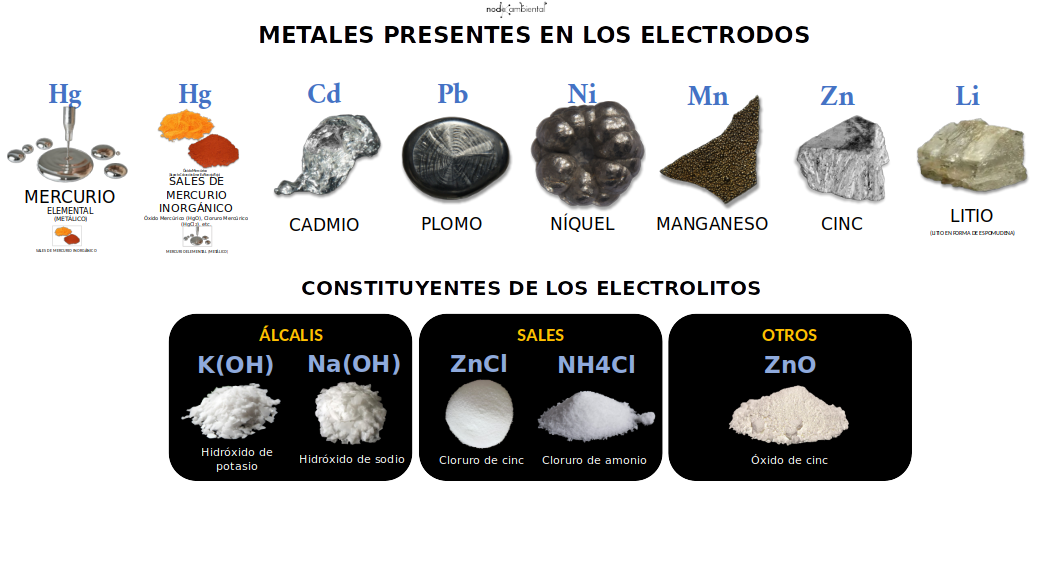 node ambiental
METALES PRESENTES EN LOS ELECTRODOS
Hg
Hg
Cd
Pb
Ni
Mn
Zn
Li
MERCURIO
ELEMENTAL
(METÁLICO)
SALES DE MERCURIO INORGÁNICO
Óxido Mercúrico
SALES DE
MERCURIO
INORGÁNICO
Óxido Mercúrico (HgO), Cloruro Mercúrico
(HgCl₂), etc.
MERCURIO ELEMENTAL (METÁLICO)
CADMIO
PLOMO
NÍQUEL
MANGANESO
CINC
LITIO
(LITIO EN FORMA DE ESPOMUDENA)
CONSTITUYENTES DE LOS ELECTROLITOS
ÁLCALIS
K(OH)
Na(OH)
Hidróxido de
potasio
Hidróxido de sodio
SALES
ZnCl
NH4Cl
Cloruro de cinc
Cloruro de amonio
OTROS
ZnO
Óxido de cinc